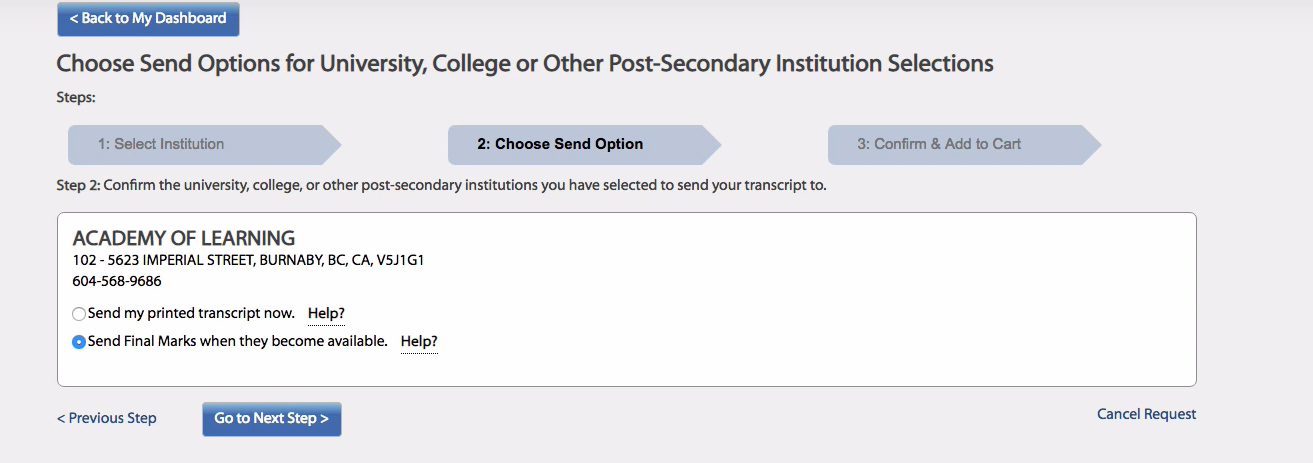 < Back to My Dashboard
Choose Send Options for University, College or Other Post-Secondary Institution Selections
Steps:
1: Select Institution
2: Choose Send Option
3: Confirm & Add to Cart
Step 2: Confirm the university, college, or other post-secondary institutions you have selected to send your transcript to.
ACADEMY OF LEARNING
102 - 5623 IMPERIAL STREET, BURNABY, BC, CA, V5J1G1
604-568-9686
Send my printed transcript now. Help?
Send Final Marks when they become available. Help?
< Previous Step
Go to Next Step >
Cancel Request